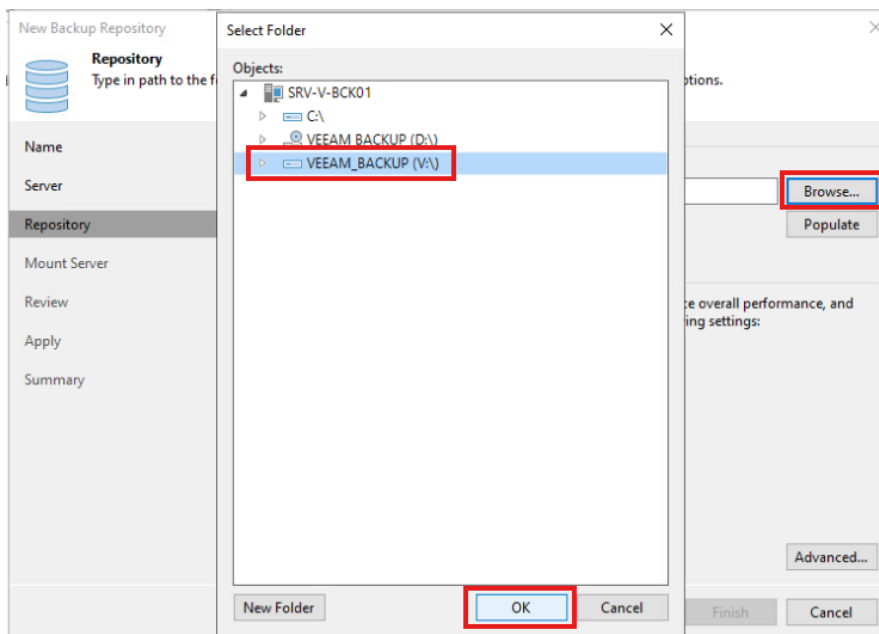 New Backup Repository
Repository
Type in path to the f
ptions.
Name
Server
Repository
Mount Server
Review
Apply
Summary
Select Folder
Objects:
SRV-V-BCK01
C:\
VEEAM BACKUP (D:\)
VEEAM_BACKUP (V:\)
New Folder
OK
Cancel
Browse...
Populate
ce overall performance, and
ing settings:
Advanced...
Finish
Cancel